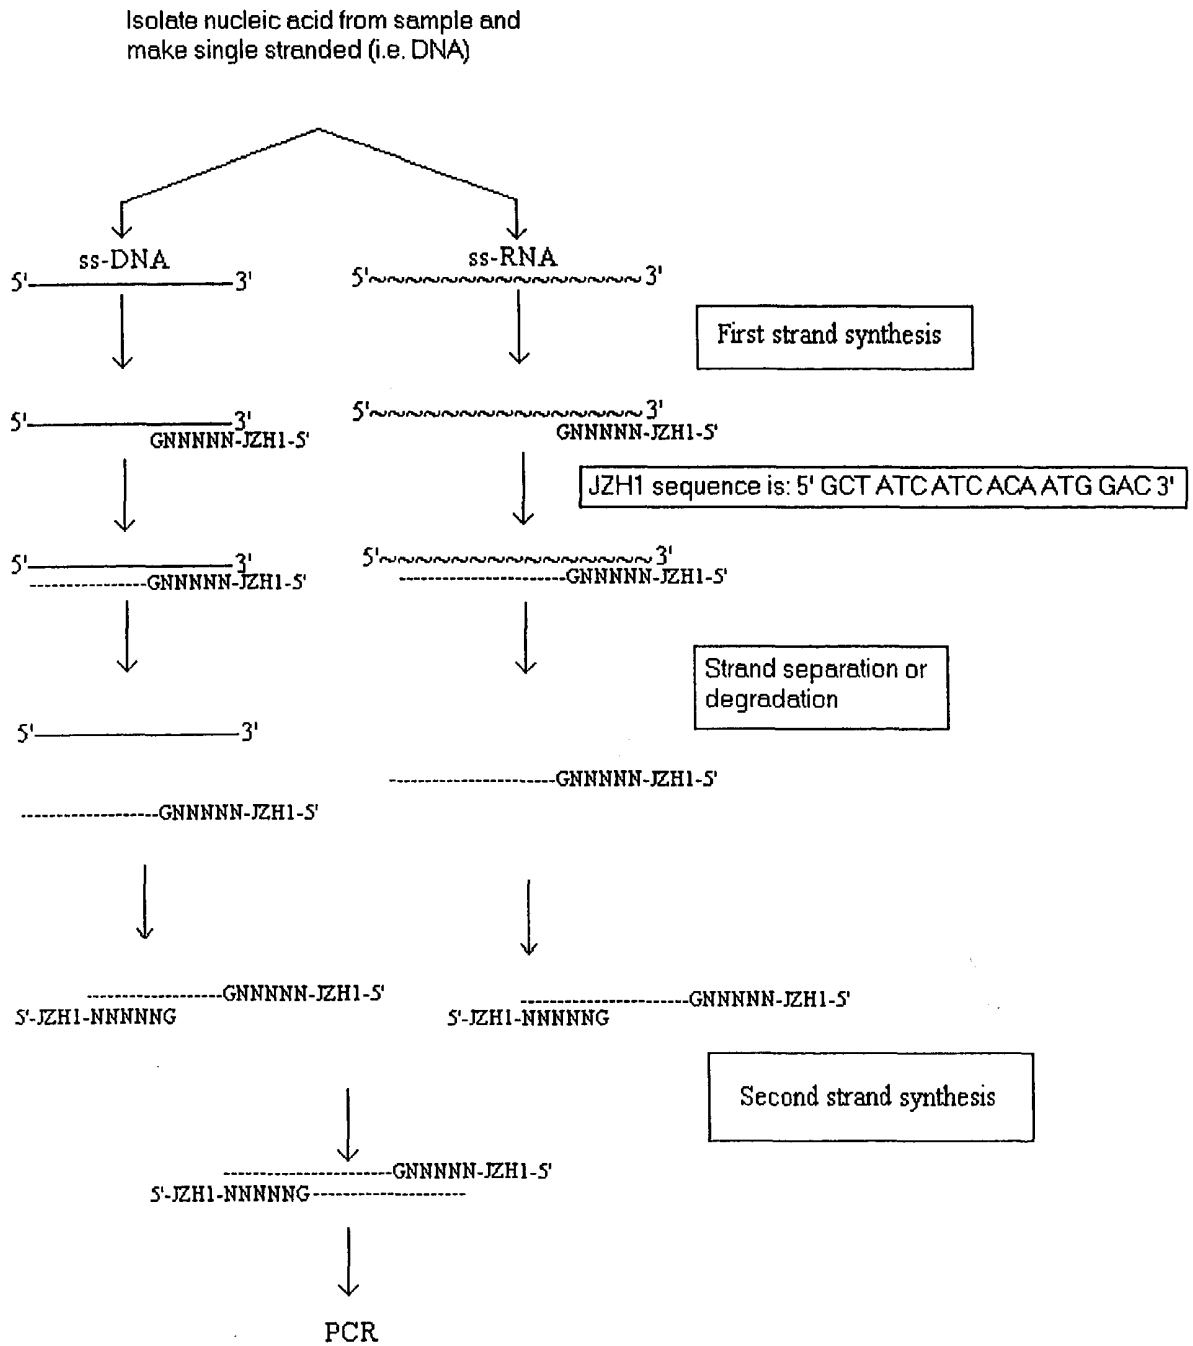 Isolate nucleic acid from sample and
make single stranded (i.e. DNA)
ss-DNA
5' 3'
ss-RNA
5'~~~~~~~~~~~~~~~~3'
First strand synthesis
5' 3'
GNNNNN-JZH1-5'
5'~~~~~~~~~~~~~~~~3'
GNNNNN-JZH1-5'
JZH1 sequence is: 5' GCT ATC ATC ACA ATG GAC 3'
5' 3'
-----------------GNNNNN-JZH1-5'
5'~~~~~~~~~~~~~~~~3'
------------------------GNNNNN-JZH1-5'
Strand separation or
degradation
5' 3'
--------------------GNNNNN-JZH1-5'
------------------------GNNNNN-JZH1-5'
--------------------GNNNNN-JZH1-5'
5'-JZH1-NNNNNG
------------------------GNNNNN-JZH1-5'
5'-JZH1-NNNNNG
Second strand synthesis
------------------------GNNNNN-JZH1-5'
5'-JZH1-NNNNNG----------------------
PCR